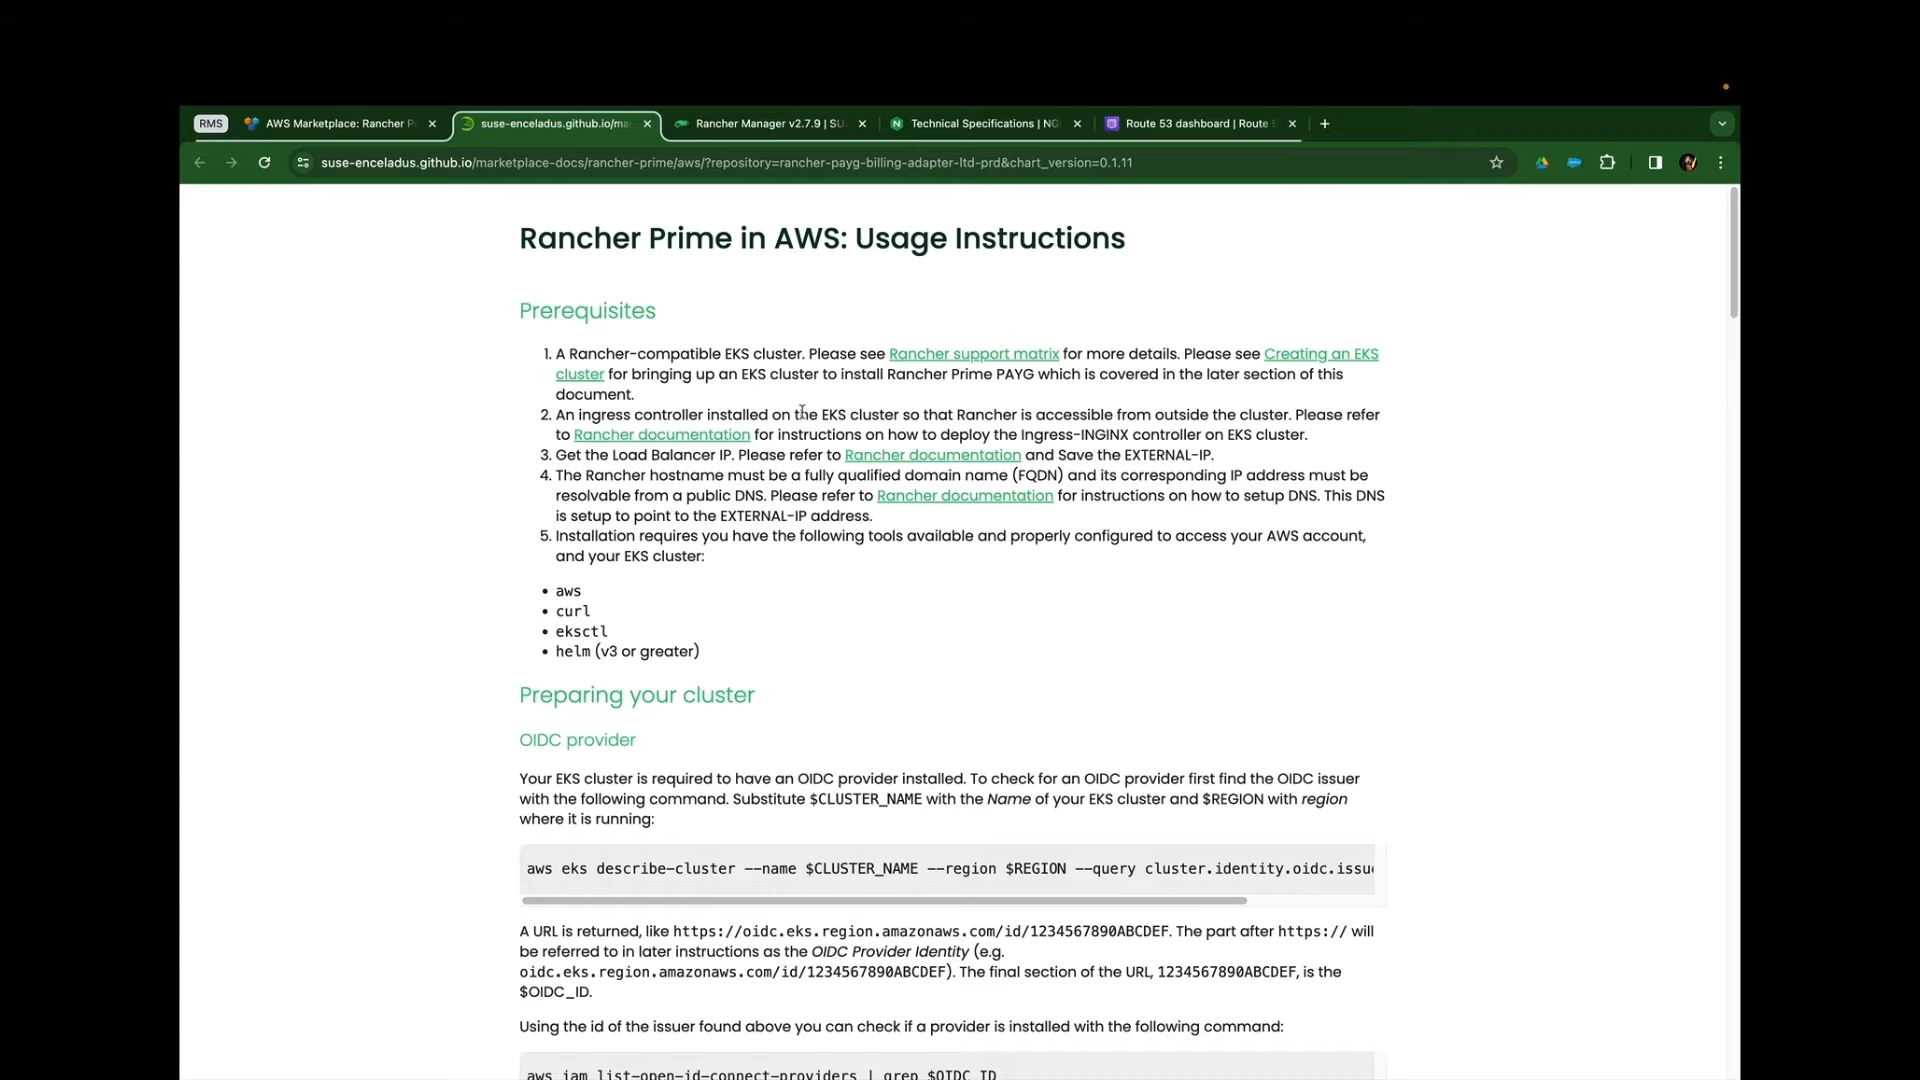 RMS
AWS Marketplace: Rancher P
suse-enceladus.github.io/ma
Rancher Manager v2.7.9 | SU
Technical Specifications | NG
Route 53 dashboard | Route 5
suse-enceladus.github.io/marketplace-docs/rancher-prime/aws/?repository=rancher-payg-billing-adapter-ltd-prd&chart_version=0.1.11
Rancher Prime in AWS: Usage Instructions
Prerequisites
1. A Rancher-compatible EKS cluster. Please see Rancher support matrix for more details. Please see Creating an EKS
cluster for bringing up an EKS cluster to install Rancher Prime PAYG which is covered in the later section of this
document.
2. An ingress controller installed on the EKS cluster so that Rancher is accessible from outside the cluster. Please refer
to Rancher documentation for instructions on how to deploy the Ingress-INGINX controller on EKS cluster.
3. Get the Load Balancer IP. Please refer to Rancher documentation and Save the EXTERNAL-IP.
4. The Rancher hostname must be a fully qualified domain name (FQDN) and its corresponding IP address must be
resolvable from a public DNS. Please refer to Rancher documentation for instructions on how to setup DNS. This DNS
is setup to point to the EXTERNAL-IP address.
5. Installation requires you have the following tools available and properly configured to access your AWS account,
and your EKS cluster:
• aws
• curl
• eksctl
• helm (v3 or greater)
Preparing your cluster
OIDC provider
Your EKS cluster is required to have an OIDC provider installed. To check for an OIDC provider first find the OIDC issuer
with the following command. Substitute $CLUSTER_NAME with the Name of your EKS cluster and $REGION with region
where it is running:
aws eks describe-cluster --name $CLUSTER_NAME --region $REGION --query cluster.identity.oidc.issue
A URL is returned, like https://oidc.eks.region.amazonaws.com/id/1234567890ABCDEF. The part after https:// will
be referred to in later instructions as the OIDC Provider Identity (e.g.
oidc.eks.region.amazonaws.com/id/1234567890ABCDEF). The final section of the URL, 1234567890ABCDEF, is the
$OIDC_ID.
Using the id of the issuer found above you can check if a provider is installed with the following command:
aws iam list-open-id-connect-providers | grep $OIDC_ID